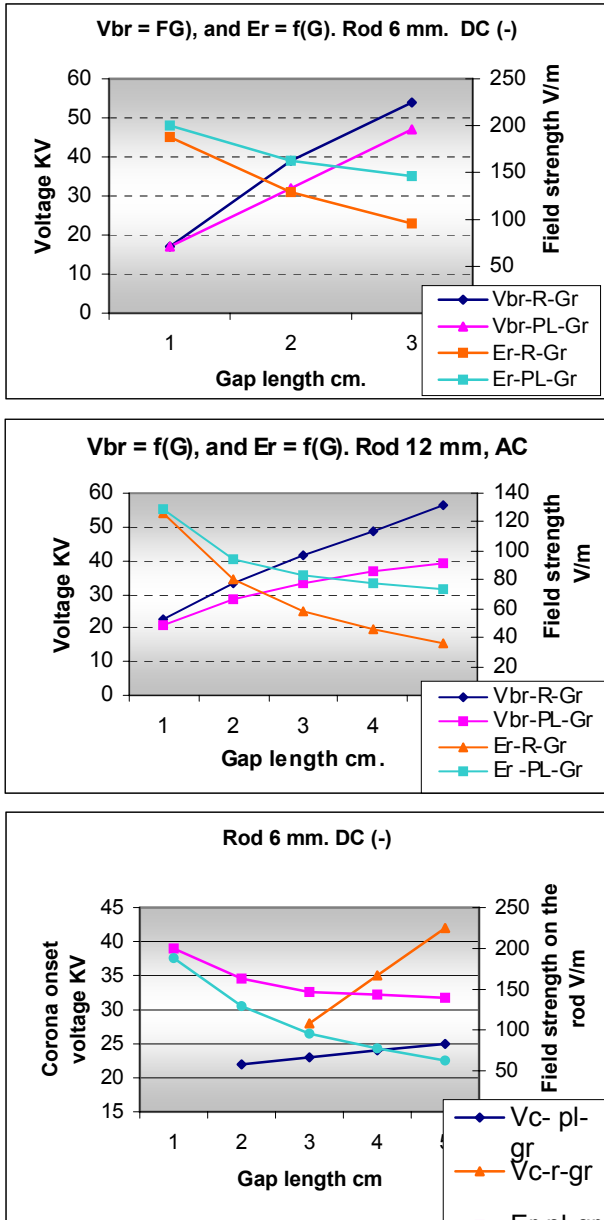 Vbr = FG), and Er = f(G). Rod 6 mm. DC (-)
60
50
40
30
20
10
0
Voltage KV
250
200
150
100
50
Field strength V/m
1 2 3
Gap length cm.
Vbr-R-Gr
Vbr-PL-Gr
Er-R-Gr
Er-PL-Gr
Vbr = f(G), and Er = f(G). Rod 12 mm, AC
60
50
40
30
20
10
0
Voltage KV
140
120
100
80
60
40
20
Field strength
V/m
1 2 3 4
Gap length cm.
Vbr-R-Gr
Vbr-PL-Gr
Er-R-Gr
Er -PL-Gr
Rod 6 mm. DC (-)
45
40
35
30
25
20
15
Corona onset
voltage KV
250
200
150
100
50
Field strength on the
rod V/m
1 2 3 4
Gap length cm
Vc- pl-
gr
Vc-r-gr